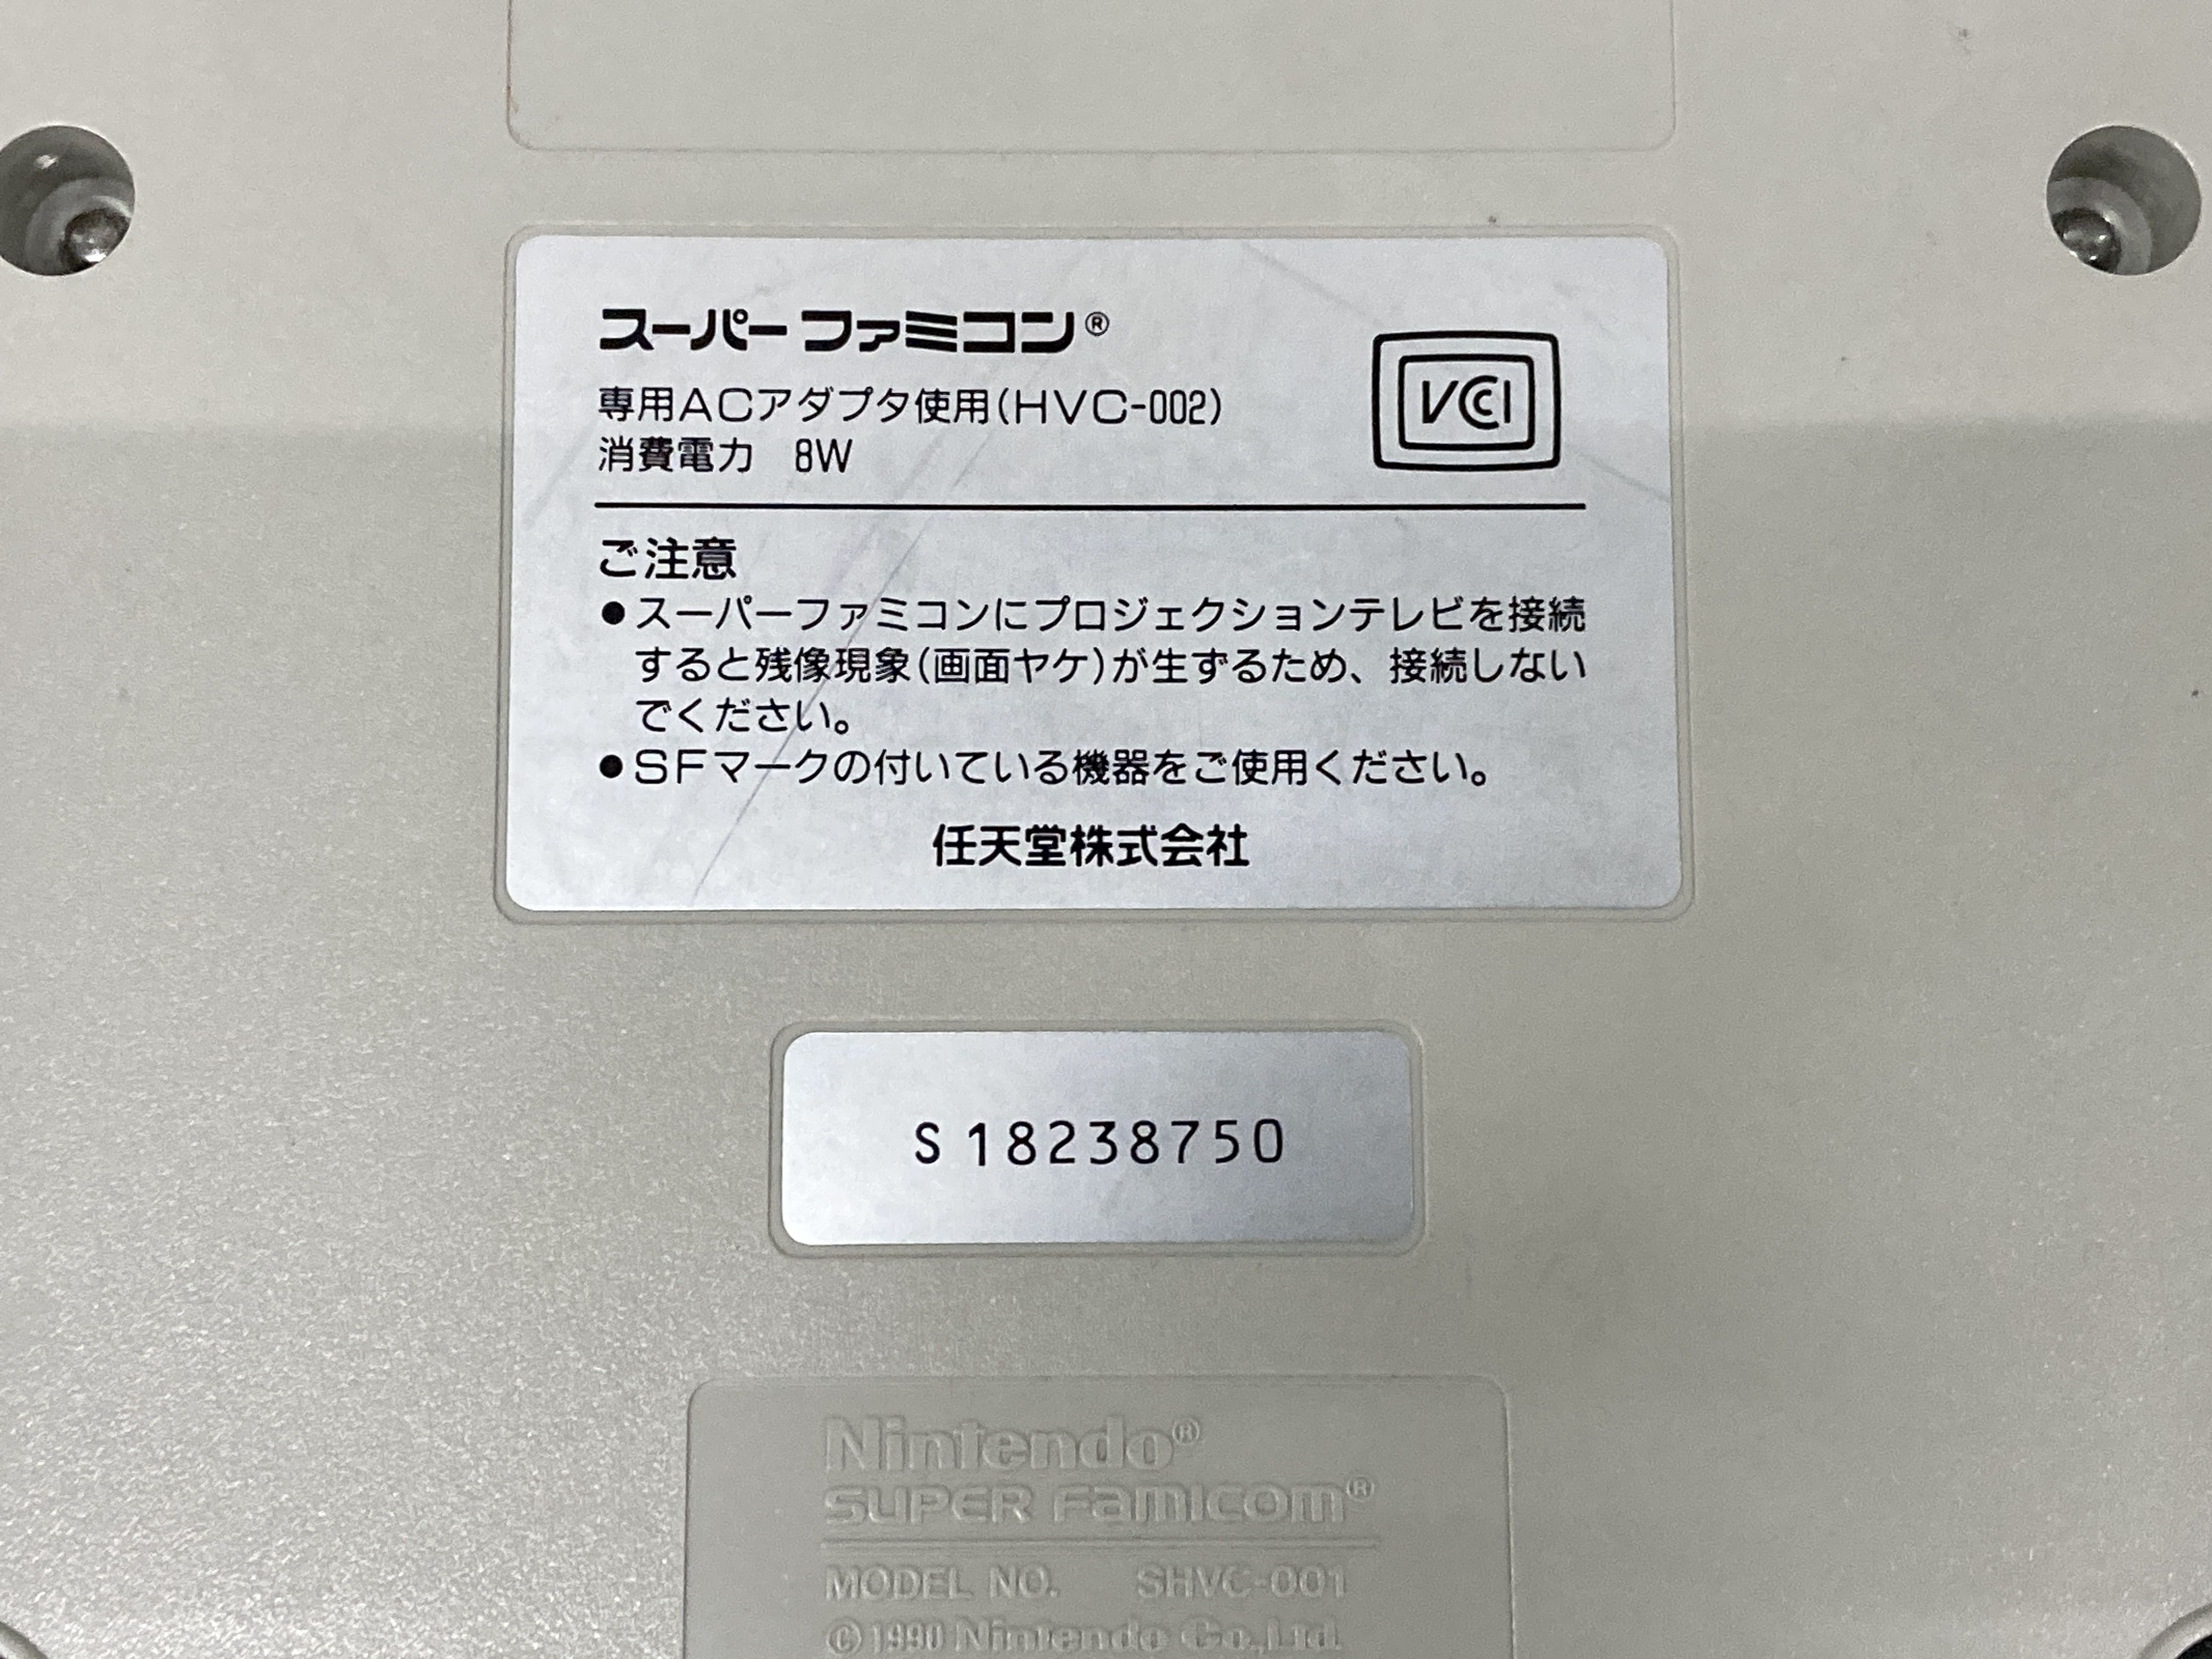 スーパーファミコン®
専用ACアダプタ使用(HVC-002)
消費電力 8W
VCCI
ご注意
●スーパーファミコンにプロジェクションテレビを接続
すると残像現象(画面ヤケ)が生ずるため、接続しない
でください。
●SFマークの付いている機器をご使用ください。
任天堂株式会社
S 18238750
Nintendo®
SUPER Famicom®
MODEL NO. SHVC-001
© 1990 Nintendo Co.,Ltd.